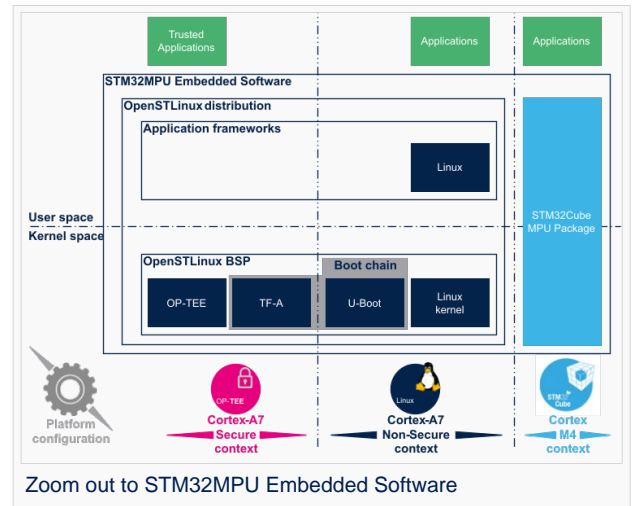 Trusted
Applications
Applications
Applications
STM32MPU Embedded Software
OpenSTLinux distribution
Application frameworks
Linux
User space
Kernel space
STM32Cube
MPU Package
OpenSTLinux BSP
Boot chain
OP-TEE
TF-A
U-Boot
Linux
kernel
Platform
configuration
OP-TEE
Cortex-A7
Secure
context
Linux
Cortex-A7
Non-Secure
context
STM32
Cube
Cortex
M4
context
Zoom out to STM32MPU Embedded Software